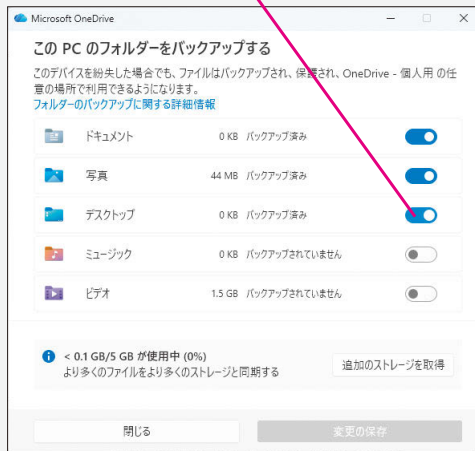 Microsoft OneDrive
この PC のフォルダーをバックアップする
このデバイスを紛失した場合でも、ファイルはバックアップされ、保護され、OneDrive - 個人用 の任
意の場所で利用できるようになります。
フォルダーのバックアップに関する詳細情報
ドキュメント 0 KB バックアップ済み
写真 44 MB バックアップ済み
デスクトップ 0 KB バックアップ済み
ミュージック 0 KB バックアップされていません
ビデオ 1.5 GB バックアップされていません
< 0.1 GB/5 GB が使用中 (0%)
より多くのファイルをより多くのストレージと同期する
追加のストレージを取得
閉じる 変更の保存